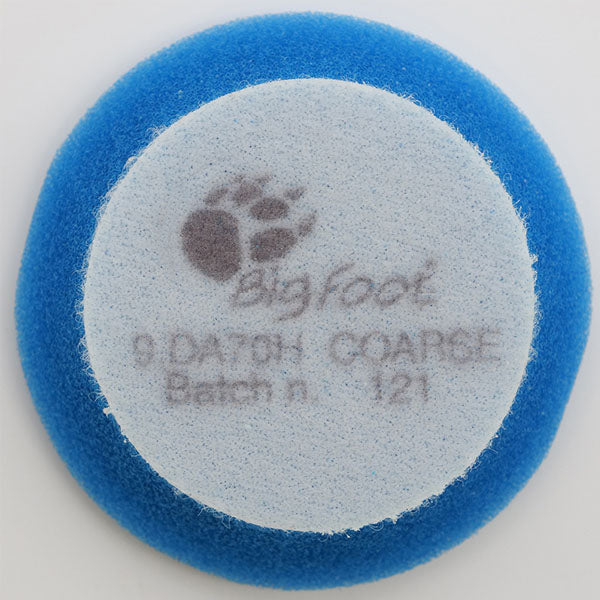 BigFoot
9.DA70H COARSE
Batch n. 121